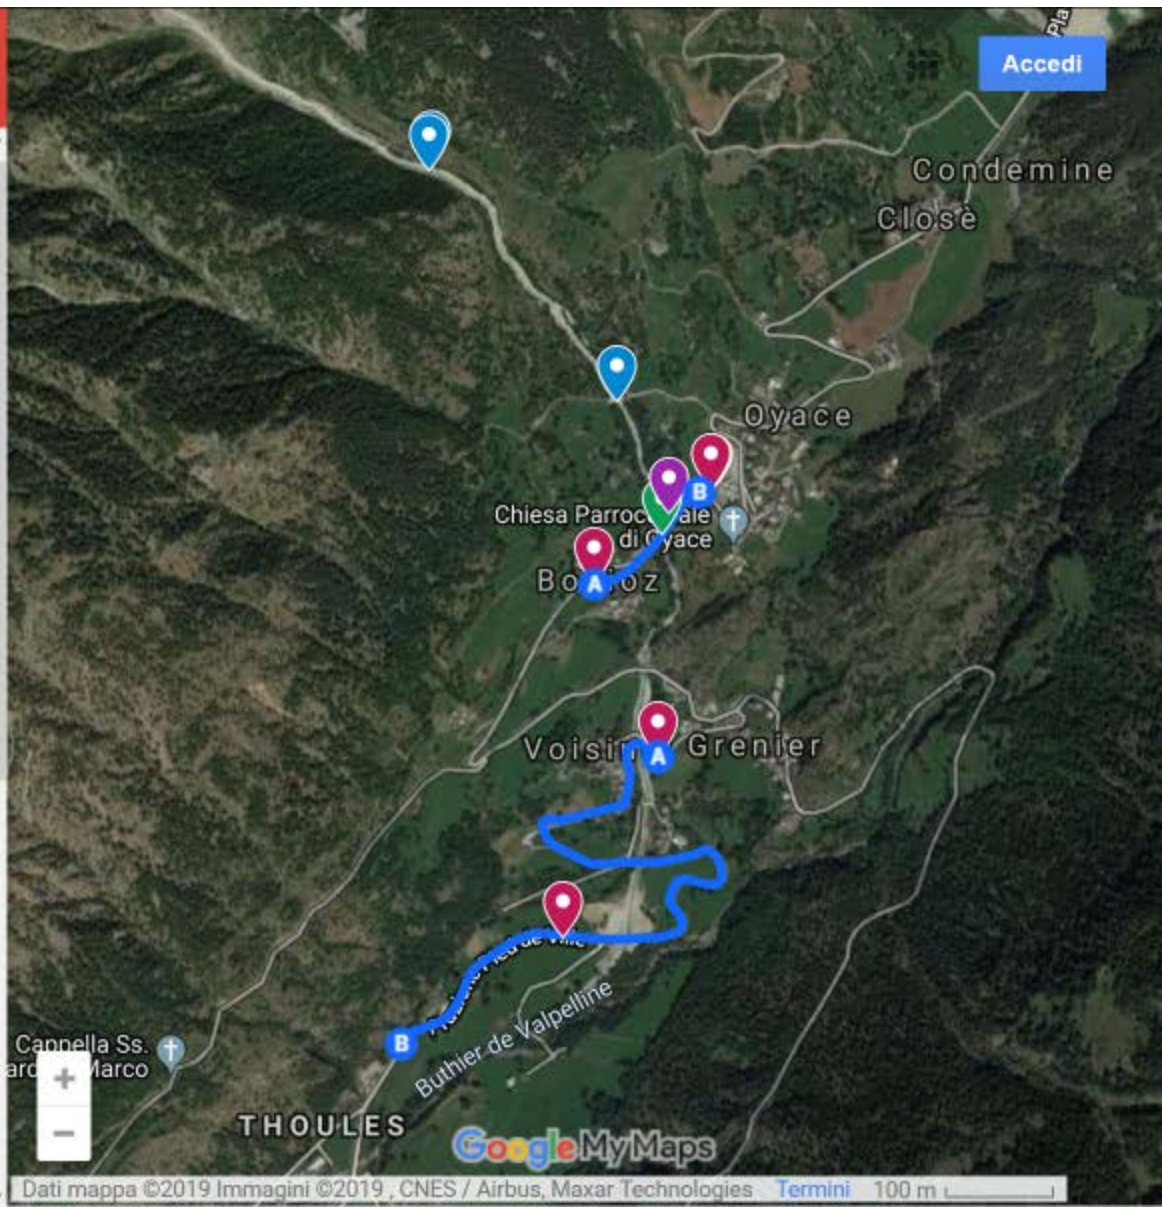 Pla
Accedi
Condemine
Closè
Oyace
B
Chiesa Parrocchiale
di Oyace
A
Voisin
Grenier
A
B
Buthier de Valpelline
Cappella Ss.
Marco
+
−
THOULES
Google My Maps
Dati mappa ©2019 Immagini ©2019 , CNES / Airbus, Maxar Technologies Termini 100 m